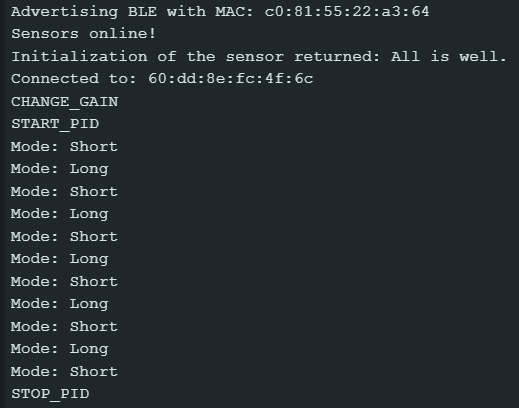 Advertising BLE with MAC: c0:81:55:22:a3:64
Sensors online!
Initialization of the sensor returned: All is well.
Connected to: 60:dd:8e:fc:4f:6c
CHANGE_GAIN
START_PID
Mode: Short
Mode: Long
Mode: Short
Mode: Long
Mode: Short
Mode: Long
Mode: Short
Mode: Long
Mode: Short
Mode: Long
Mode: Short
STOP_PID